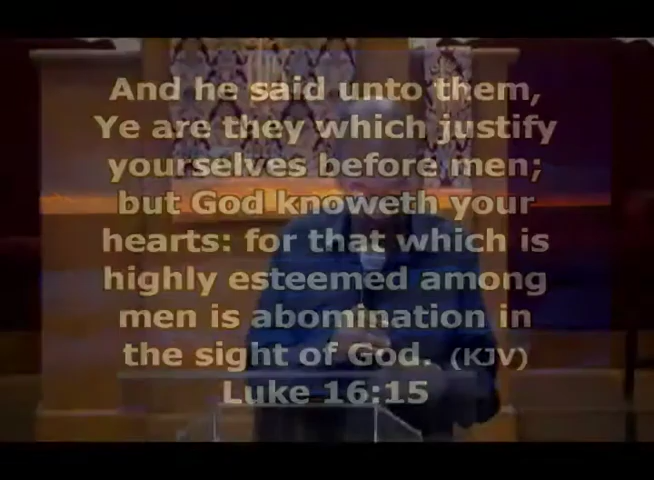 And he said unto them,
Ye are they which justify
yourselves before men;
but God knoweth your
hearts: for that which is
highly esteemed among
men is abomination in
the sight of God. (KJV)
Luke 16:15